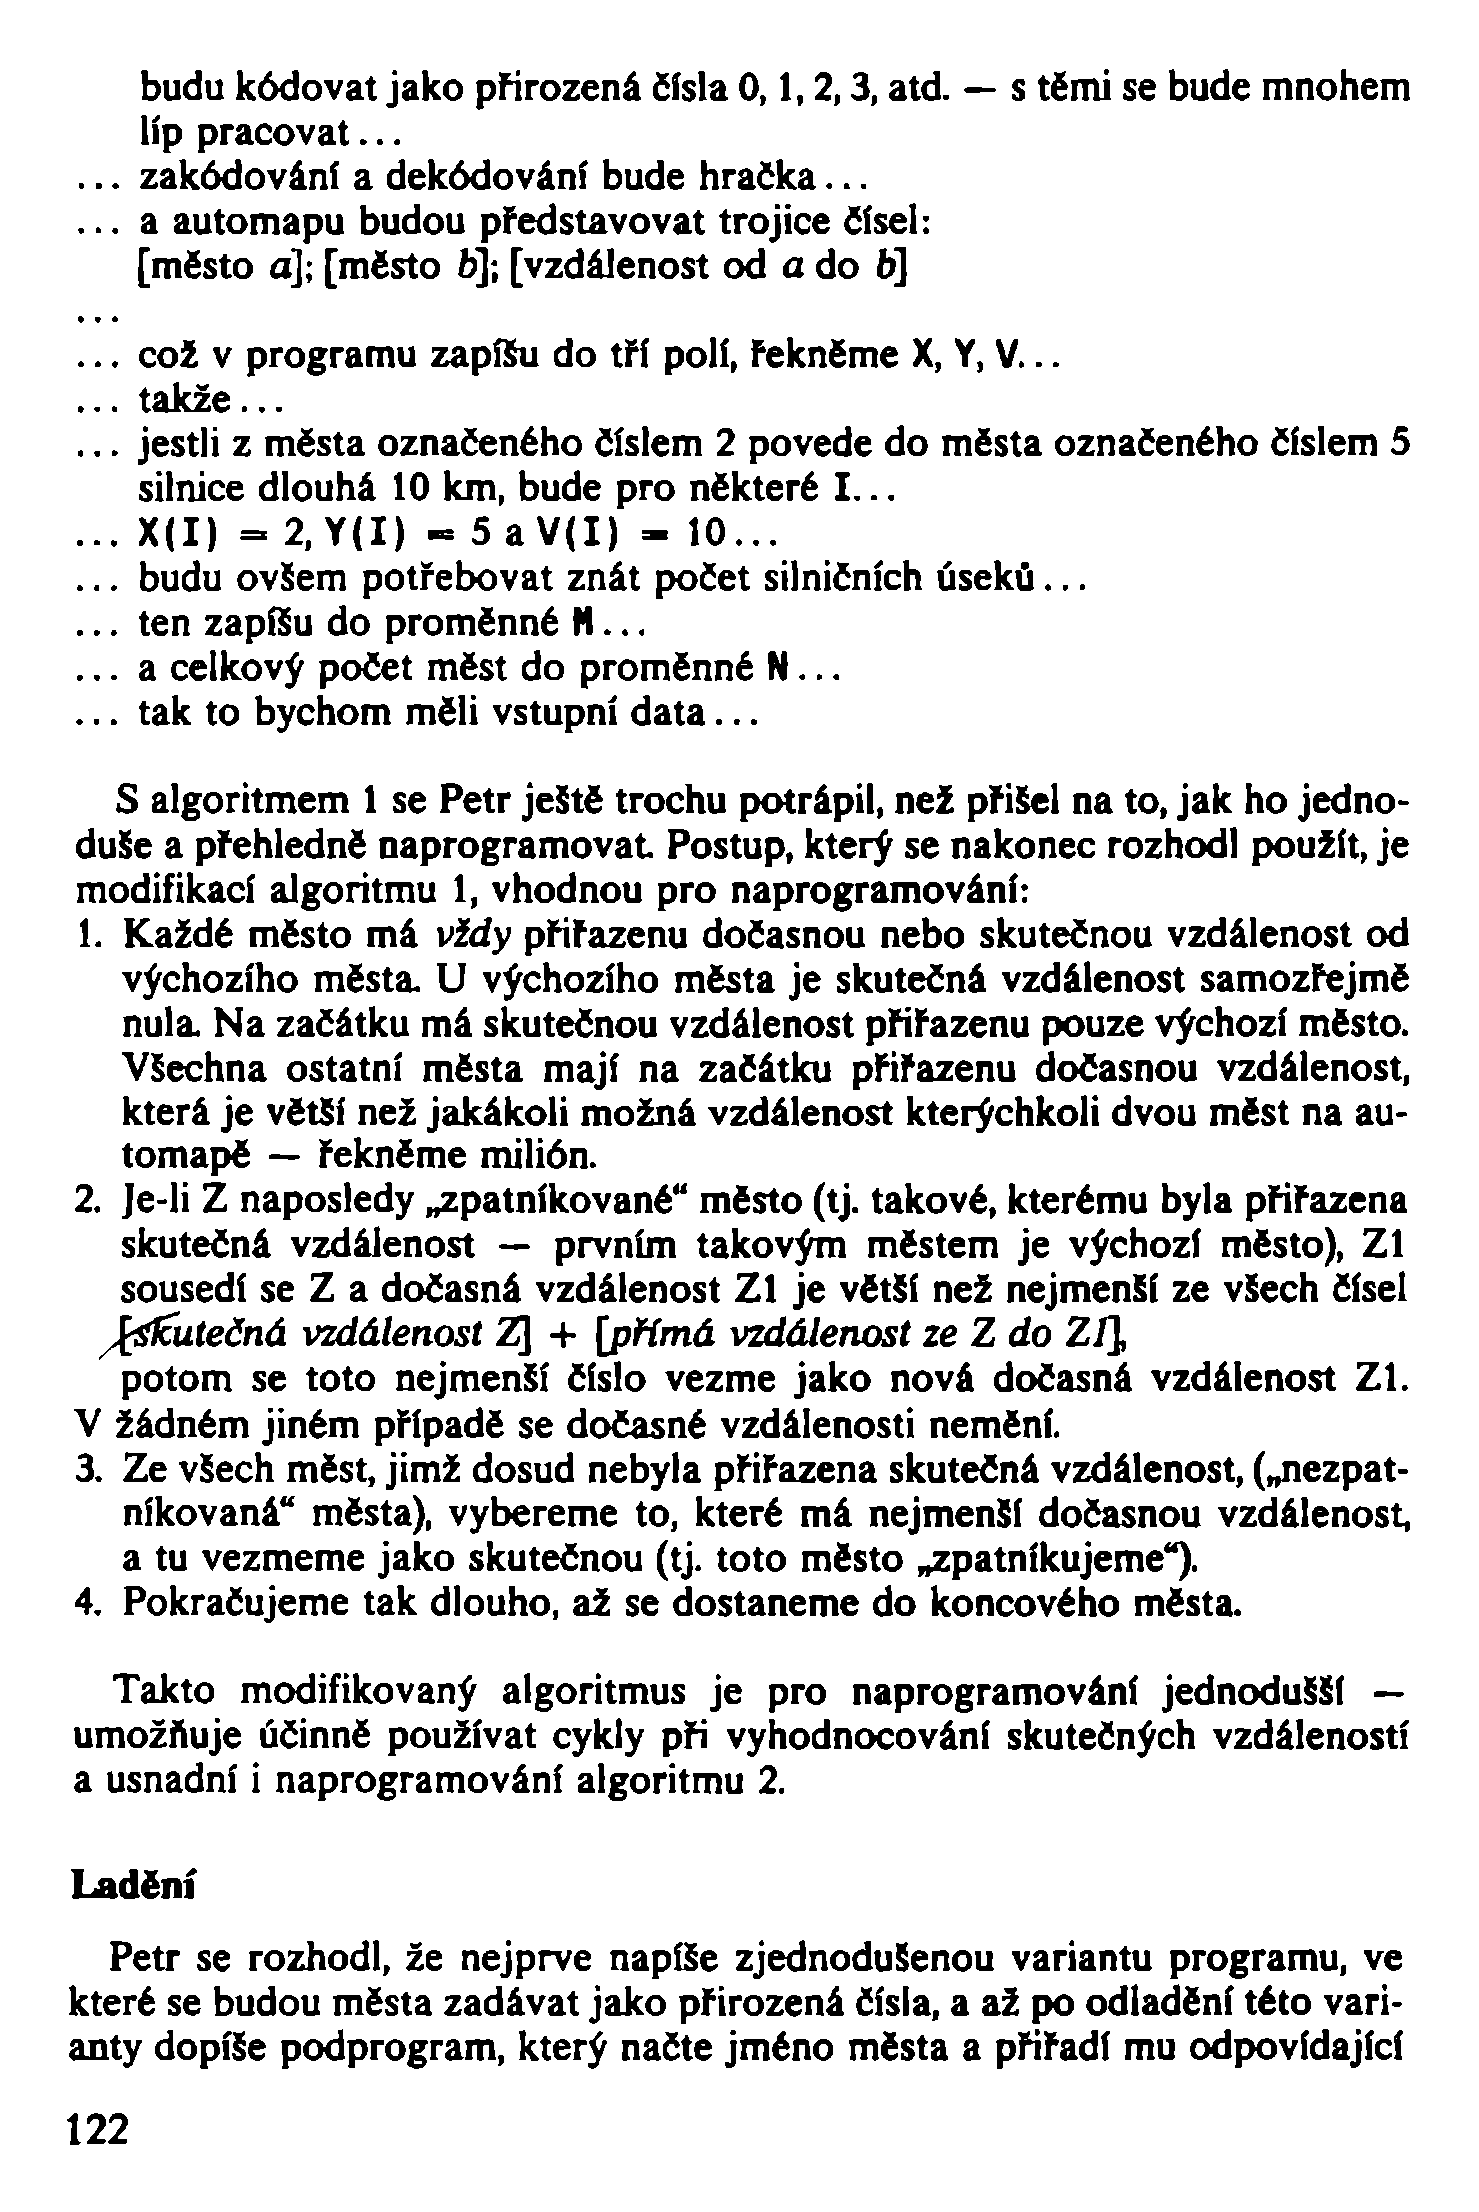 budu kódovat jako přirozená čísla 0, 1, 2, 3, atd. — s těmi se bude mnohem
líp pracovat...
... zakódování a dekódování bude hračka...
... a automapu budou představovat trojice čísel:
[město a]; [město b]; [vzdálenost od a do b]
...
... což v programu zapíšu do tří polí, řekněme X, Y, V...
... takže...
... jestli z města označeného číslem 2 povede do města označeného číslem 5
silnice dlouhá 10 km, bude pro některé I...
... X(I) = 2, Y(I) = 5 a V(I) = 10...
... budu ovšem potřebovat znát počet silničních úseků...
... ten zapíšu do proměnné M...
... a celkový počet měst do proměnné N...
... tak to bychom měli vstupní data...
S algoritmem 1 se Petr ještě trochu potrápil, než přišel na to, jak ho jedno-
duše a přehledně naprogramovat. Postup, který se nakonec rozhodl použít, je
modifikací algoritmu 1, vhodnou pro naprogramování:
1. Každé město má vždy přiřazenu dočasnou nebo skutečnou vzdálenost od
výchozího města. U výchozího města je skutečná vzdálenost samozřejmě
nula. Na začátku má skutečnou vzdálenost přiřazenu pouze výchozí město.
Všechna ostatní města mají na začátku přiřazenu dočasnou vzdálenost,
která je větší než jakákoli možná vzdálenost kterýchkoli dvou měst na au-
tomapě — řekněme milión.
2. Je-li Z naposledy „zpatníkované“ město (tj. takové, kterému byla přiřazena
skutečná vzdálenost — prvním takovým městem je výchozí město), Z1
sousedí se Z a dočasná vzdálenost Z1 je větší než nejmenší ze všech čísel
[skutečná vzdálenost Z] + [přímá vzdálenost ze Z do Z1],
potom se toto nejmenší číslo vezme jako nová dočasná vzdálenost Z1.
V žádném jiném případě se dočasné vzdálenosti nemění.
3. Ze všech měst, jimž dosud nebyla přiřazena skutečná vzdálenost, („nezpat-
níkovaná“ města), vybereme to, které má nejmenší dočasnou vzdálenost,
a tu vezmeme jako skutečnou (tj. toto město „zpatníkujeme“).
4. Pokračujeme tak dlouho, až se dostaneme do koncového města.
Takto modifikovaný algoritmus je pro naprogramování jednodušší —
umožňuje účinně používat cykly při vyhodnocování skutečných vzdáleností
a usnadní i naprogramování algoritmu 2.
Ladění
Petr se rozhodl, že nejprve napíše zjednodušenou variantu programu, ve
které se budou města zadávat jako přirozená čísla, a až po odladění této vari-
anty dopíše podprogram, který načte jméno města a přiřadí mu odpovídající
122